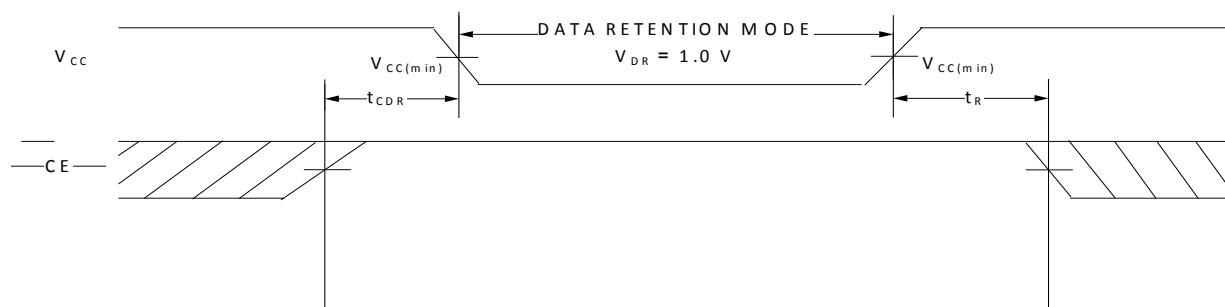 DATA RETENTION MODE
VCC
VCC(min)
VDR = 1.0 V
VCC(min)
tCDR
tR
CE